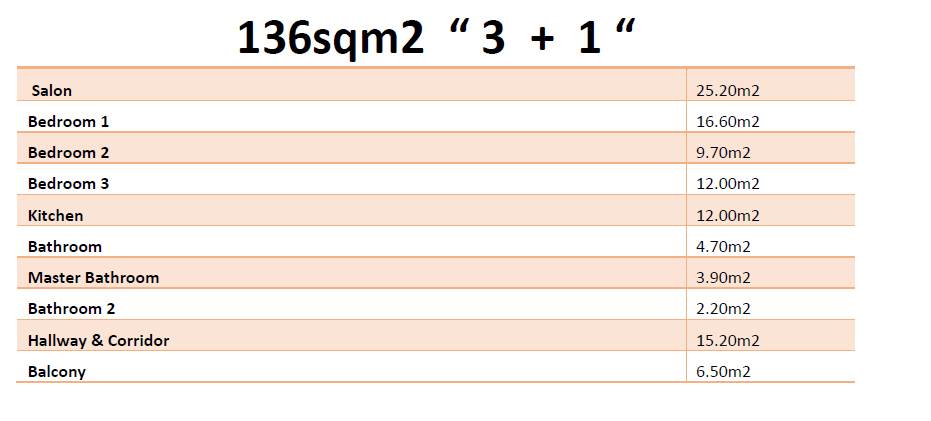 136sqm2 “ 3 + 1 “
Salon 25.20m2
Bedroom 1 16.60m2
Bedroom 2 9.70m2
Bedroom 3 12.00m2
Kitchen 12.00m2
Bathroom 4.70m2
Master Bathroom 3.90m2
Bathroom 2 2.20m2
Hallway & Corridor 15.20m2
Balcony 6.50m2